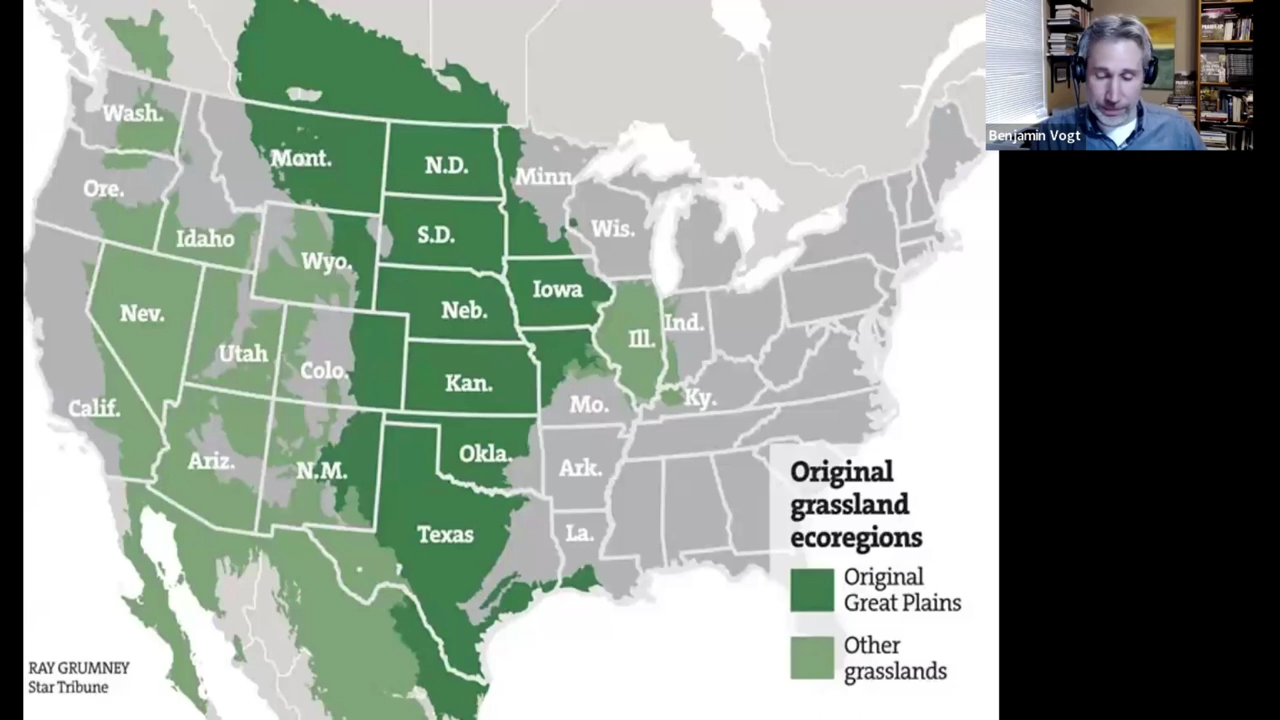 Benjamin Vogt
Wash.
Mont.
N.D.
Minn.
Ore.
Idaho
Wyo.
S.D.
Wis.
Iowa
Nev.
Neb.
Ill.
Ind.
Utah
Colo.
Kan.
Calif.
Mo.
Ky.
Ariz.
N.M.
Okla.
Ark.
Texas
La.
Original
grassland
ecoregions
Original
Great Plains
Other
grasslands
RAY GRUMNEY
Star Tribune